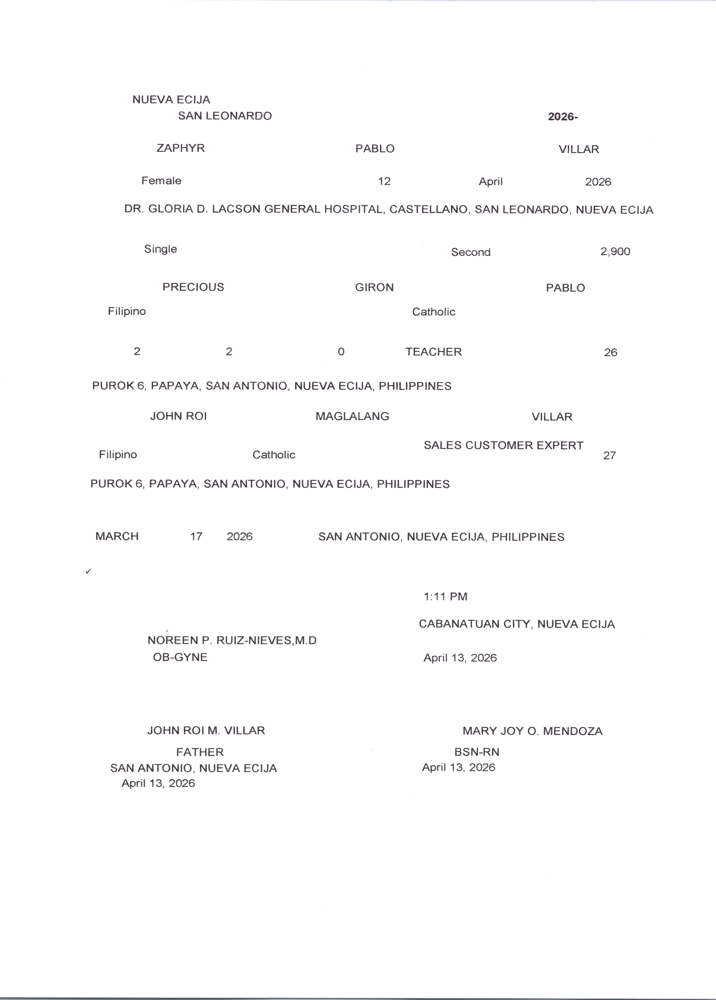 NUEVA ECIJA
SAN LEONARDO 2026-
ZAPHYR PABLO VILLAR
Female 12 April 2026
DR. GLORIA D. LACSON GENERAL HOSPITAL, CASTELLANO, SAN LEONARDO, NUEVA ECIJA
Single Second 2,900
PRECIOUS GIRON PABLO
Filipino Catholic
2 2 0 TEACHER 26
PUROK 6, PAPAYA, SAN ANTONIO, NUEVA ECIJA, PHILIPPINES
JOHN ROI MAGLALANG VILLAR
SALES CUSTOMER EXPERT
Filipino Catholic 27
PUROK 6, PAPAYA, SAN ANTONIO, NUEVA ECIJA, PHILIPPINES
MARCH 17 2026 SAN ANTONIO, NUEVA ECIJA, PHILIPPINES
✓
1:11 PM
CABANATUAN CITY, NUEVA ECIJA
NOREEN P. RUIZ-NIEVES,M.D
OB-GYNE April 13, 2026
JOHN ROI M. VILLAR MARY JOY O. MENDOZA
FATHER BSN-RN
SAN ANTONIO, NUEVA ECIJA April 13, 2026
April 13, 2026